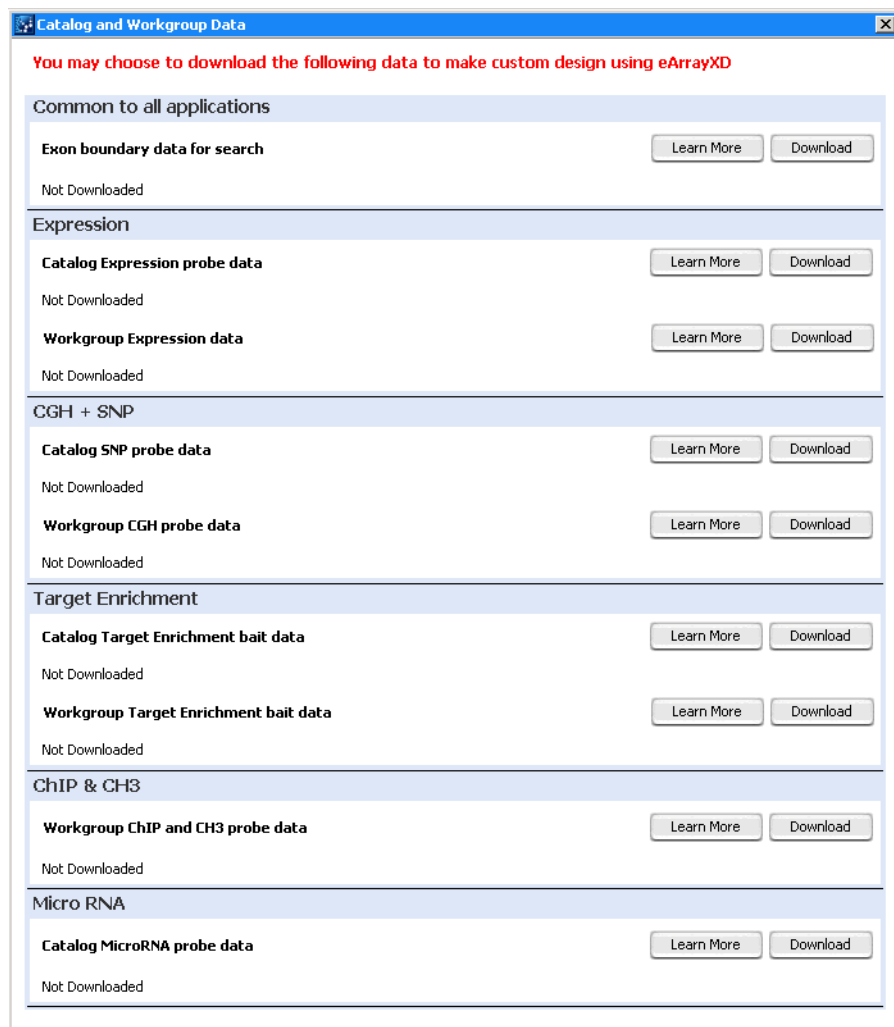 Catalog and Workgroup Data
You may choose to download the following data to make custom design using eArrayXD
Common to all applications
Exon boundary data for search Learn More Download
Not Downloaded
Expression
Catalog Expression probe data Learn More Download
Not Downloaded
Workgroup Expression data Learn More Download
Not Downloaded
CGH + SNP
Catalog SNP probe data Learn More Download
Not Downloaded
Workgroup CGH probe data Learn More Download
Not Downloaded
Target Enrichment
Catalog Target Enrichment bait data Learn More Download
Not Downloaded
Workgroup Target Enrichment bait data Learn More Download
Not Downloaded
ChIP & CH3
Workgroup ChIP and CH3 probe data Learn More Download
Not Downloaded
Micro RNA
Catalog MicroRNA probe data Learn More Download
Not Downloaded